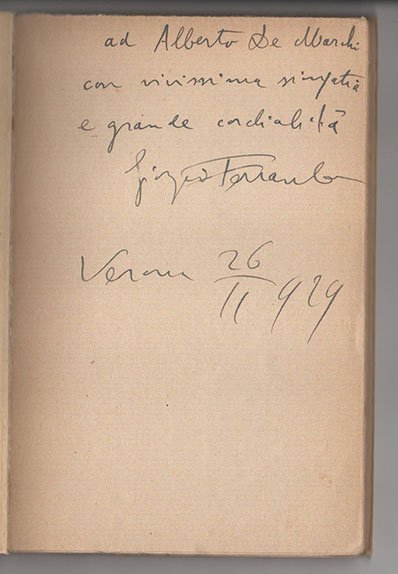 ad Alberto De Marchi
con vivissima simpatia
e grande cordialità
Giorgio Ferrante
Verona 26/II 929